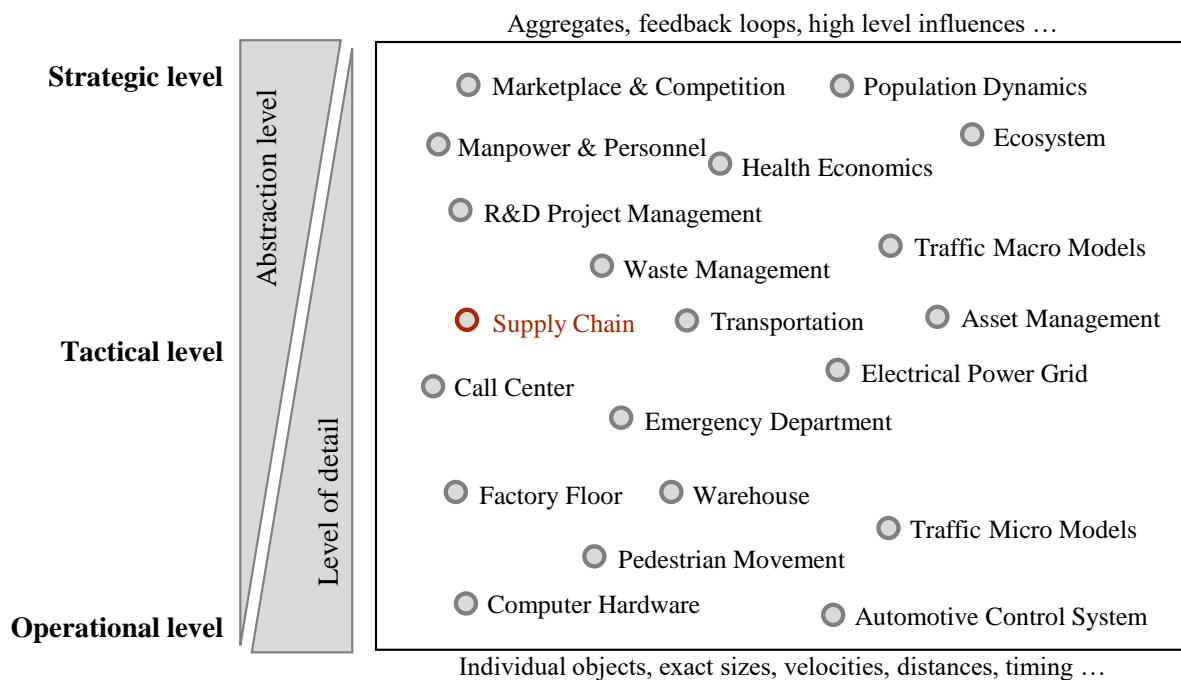 Aggregates, feedback loops, high level influences …
Strategic level
Abstraction level
Level of detail
Marketplace & Competition
Population Dynamics
Ecosystem
Manpower & Personnel
Health Economics
R&D Project Management
Traffic Macro Models
Waste Management
Tactical level
Supply Chain
Transportation
Asset Management
Electrical Power Grid
Call Center
Emergency Department
Factory Floor
Warehouse
Traffic Micro Models
Pedestrian Movement
Computer Hardware
Automotive Control System
Operational level
Individual objects, exact sizes, velocities, distances, timing …